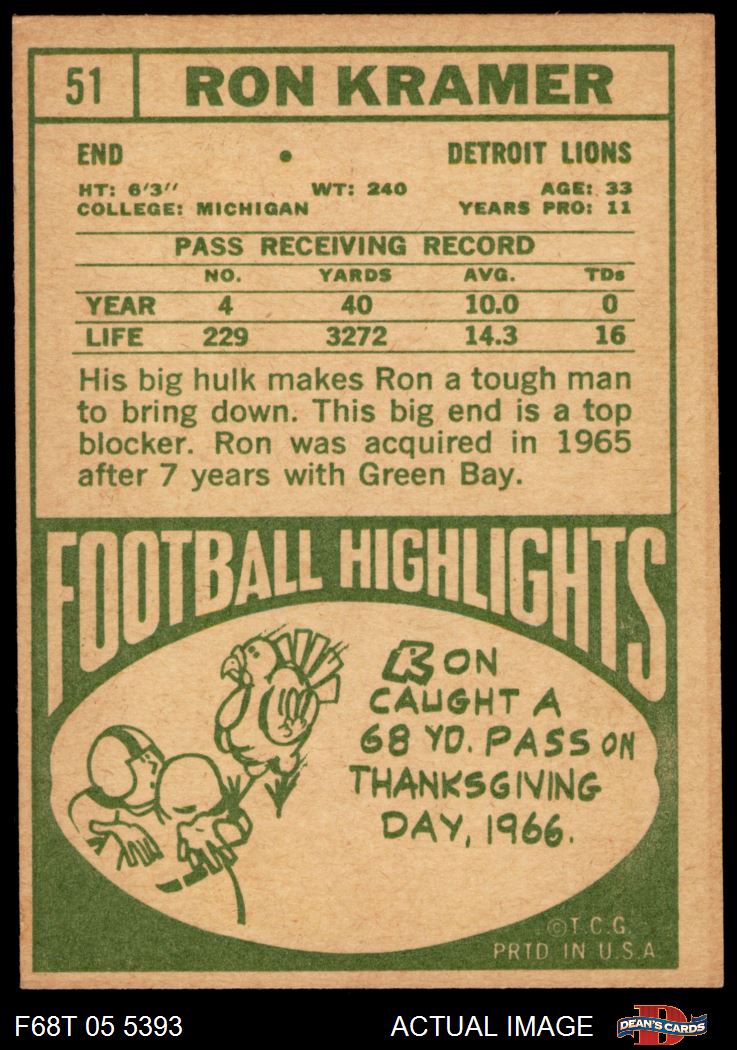 51 RON KRAMER
END • DETROIT LIONS
HT: 6'3" WT: 240 AGE: 33
COLLEGE: MICHIGAN YEARS PRO: 11
PASS RECEIVING RECORD
NO. YARDS AVG. TDs
YEAR 4 40 10.0 0
LIFE 229 3272 14.3 16
His big hulk makes Ron a tough man
to bring down. This big end is a top
blocker. Ron was acquired in 1965
after 7 years with Green Bay.
FOOTBALL HIGHLIGHTS
RON
CAUGHT A
68 YD. PASS ON
THANKSGIVING
DAY, 1966.
©T.C.G.
PRTD IN U.S.A
F68T 05 5393 ACTUAL IMAGE D DEAN'S CARDS